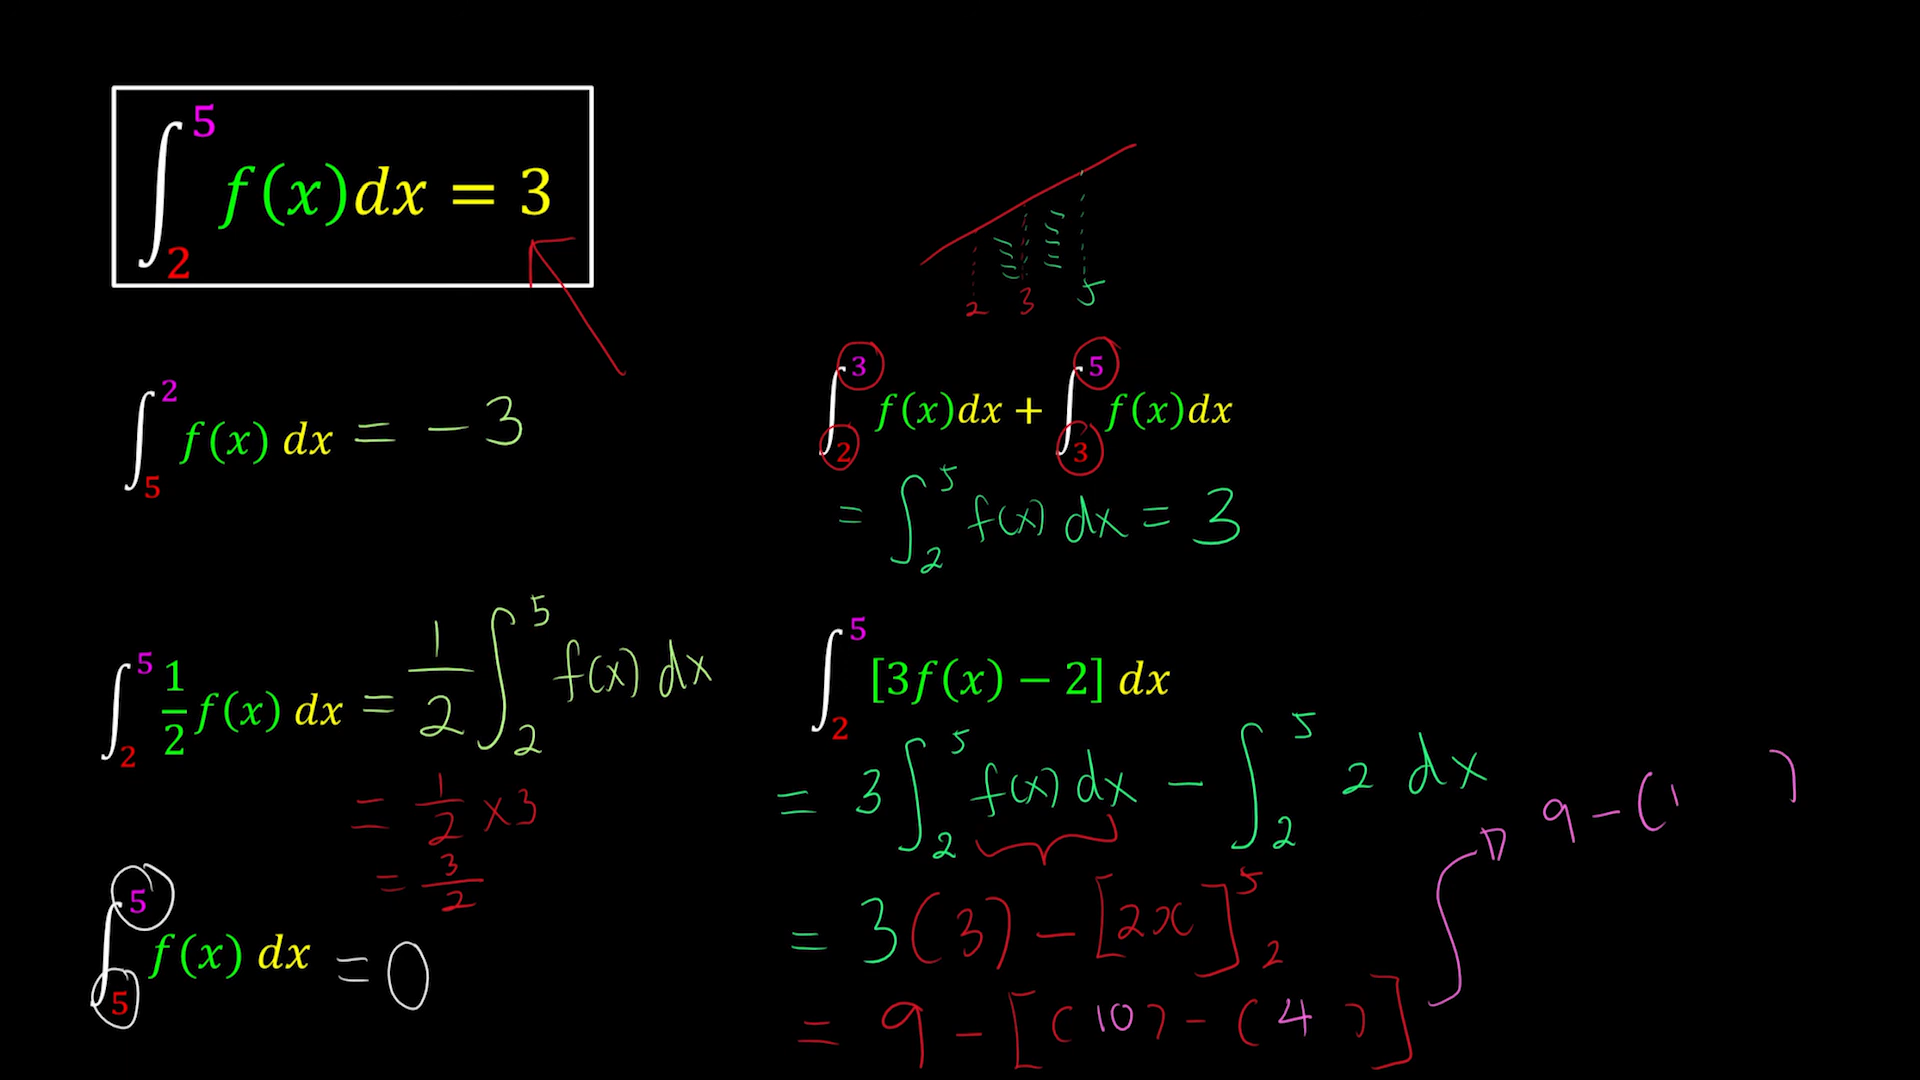 ∫₂⁵ f(x)dx = 3
∫₅² f(x) dx = −3
∫₂⁵ 1/2 f(x) dx = 1/2 ∫₂⁵ f(x) dx
= 1/2 × 3
= 3/2
∫₅⁵ f(x) dx = 0
2 3 5
∫₂³ f(x)dx + ∫₃⁵ f(x)dx
= ∫₂⁵ f(x) dx = 3
∫₂⁵ [3f(x) − 2] dx
= 3 ∫₂⁵ f(x) dx − ∫₂⁵ 2 dx
= 3(3) − [2x]₂⁵
= 9 − [(10) − (4)]
9 − (1 )